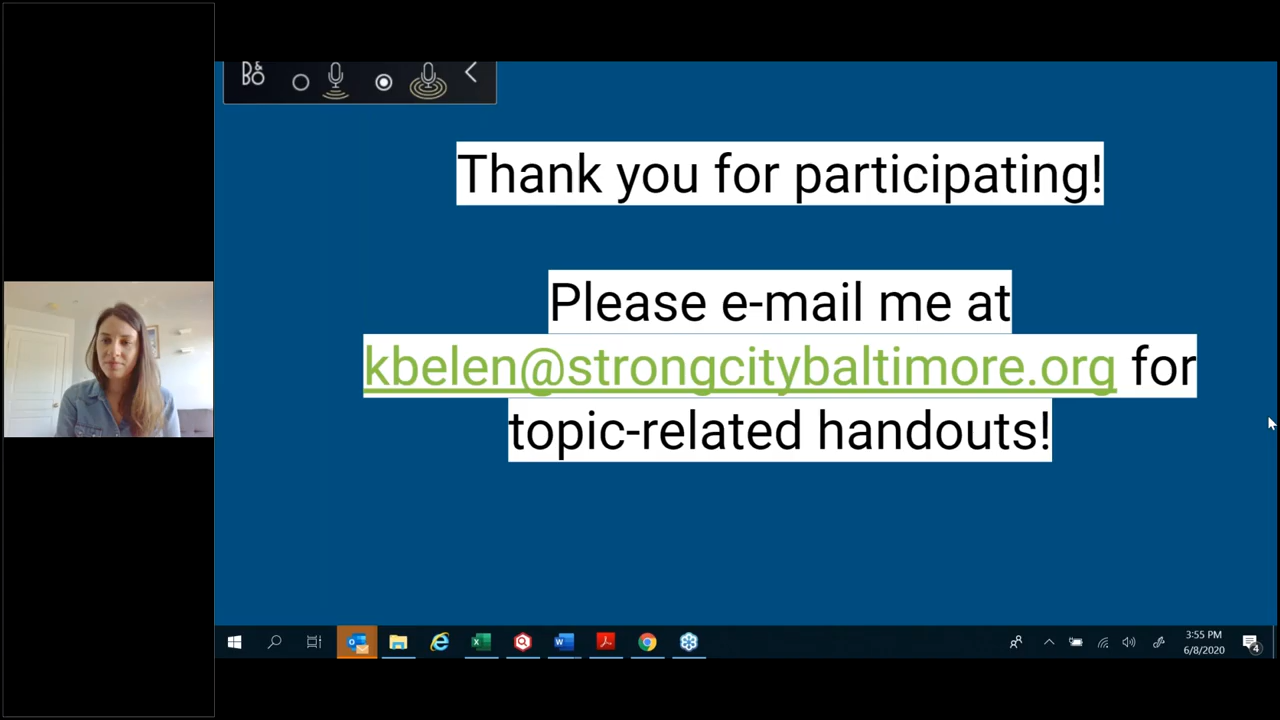 B&O
Thank you for participating!
Please e-mail me at
kbelen@strongcitybaltimore.org for
topic-related handouts!
3:55 PM
6/8/2020
4